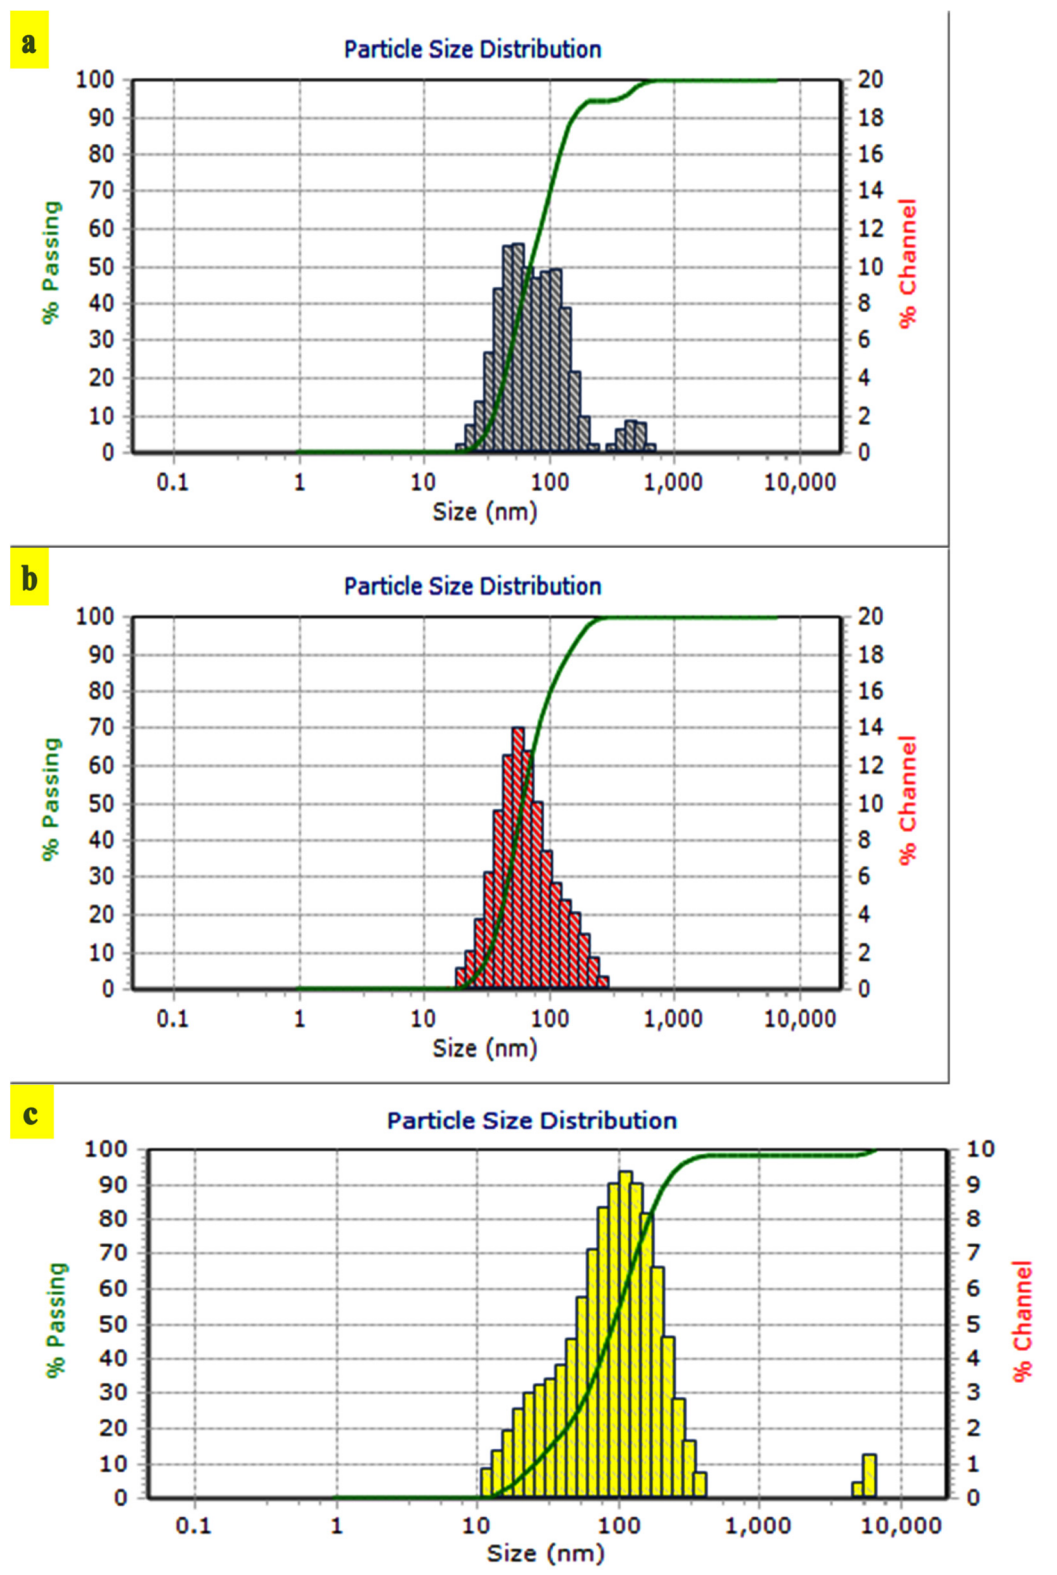 a
Particle Size Distribution
100 20
90 18
80 16
70 14
60 12
50 10
40 8
30 6
20 4
10 2
0 0
% Passing
% Channel
0.1 1 10 100 1,000 10,000
Size (nm)
b
Particle Size Distribution
100 20
90 18
80 16
70 14
60 12
50 10
40 8
30 6
20 4
10 2
0 0
% Passing
% Channel
0.1 1 10 100 1,000 10,000
Size (nm)
c
Particle Size Distribution
100 10
90 9
80 8
70 7
60 6
50 5
40 4
30 3
20 2
10 1
0 0
% Passing
% Channel
0.1 1 10 100 1,000 10,000
Size (nm)